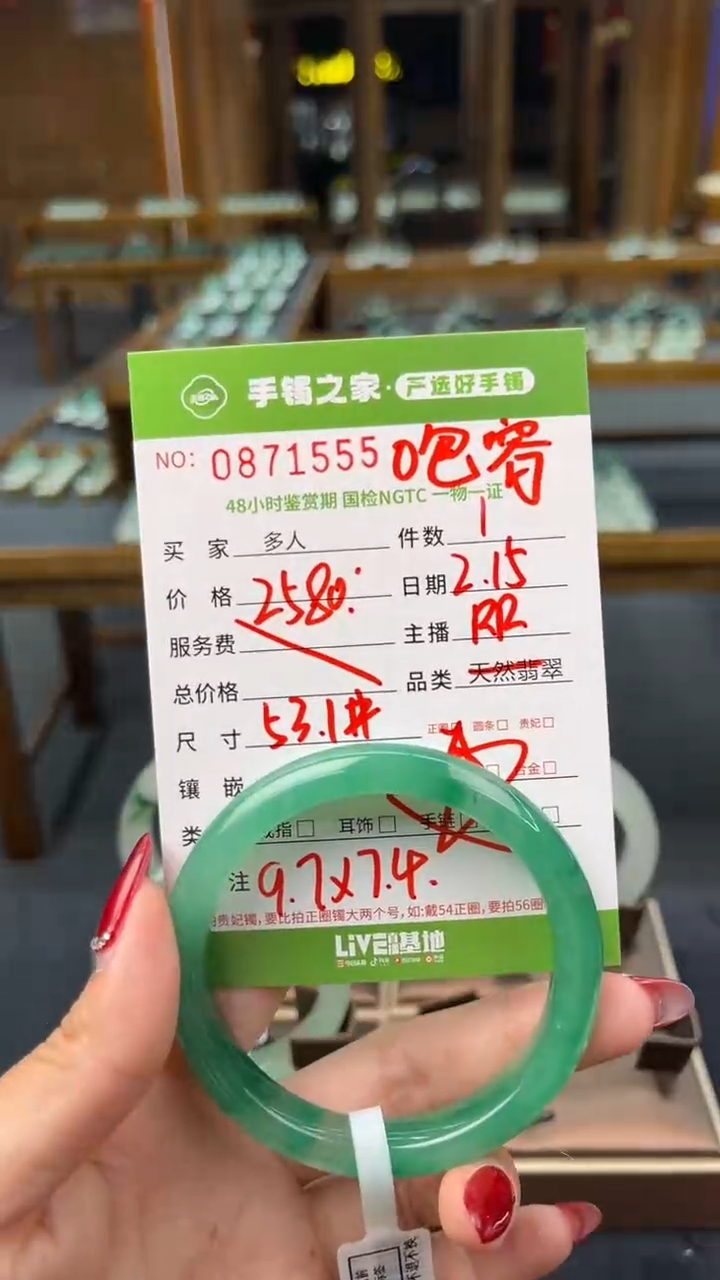 手镯之家·严选好手镯
NO: 0871555
48小时鉴赏期 国检NGTC 一物一证
买 家 多人 件数 1
价 格 2580. 日期 2.15
服务费 主播 RR
总价格 品类 天然翡翠
尺 寸 53.1# 正圈□ 圆条□ 贵妃□
镶 嵌 合金□
类 戒指□ 耳饰□ 手链□
注 9.7x7.4.
贵妃镯,要比拍正圈镯大两个号,如:戴54正圈,要拍56圈
LiVE直播基地